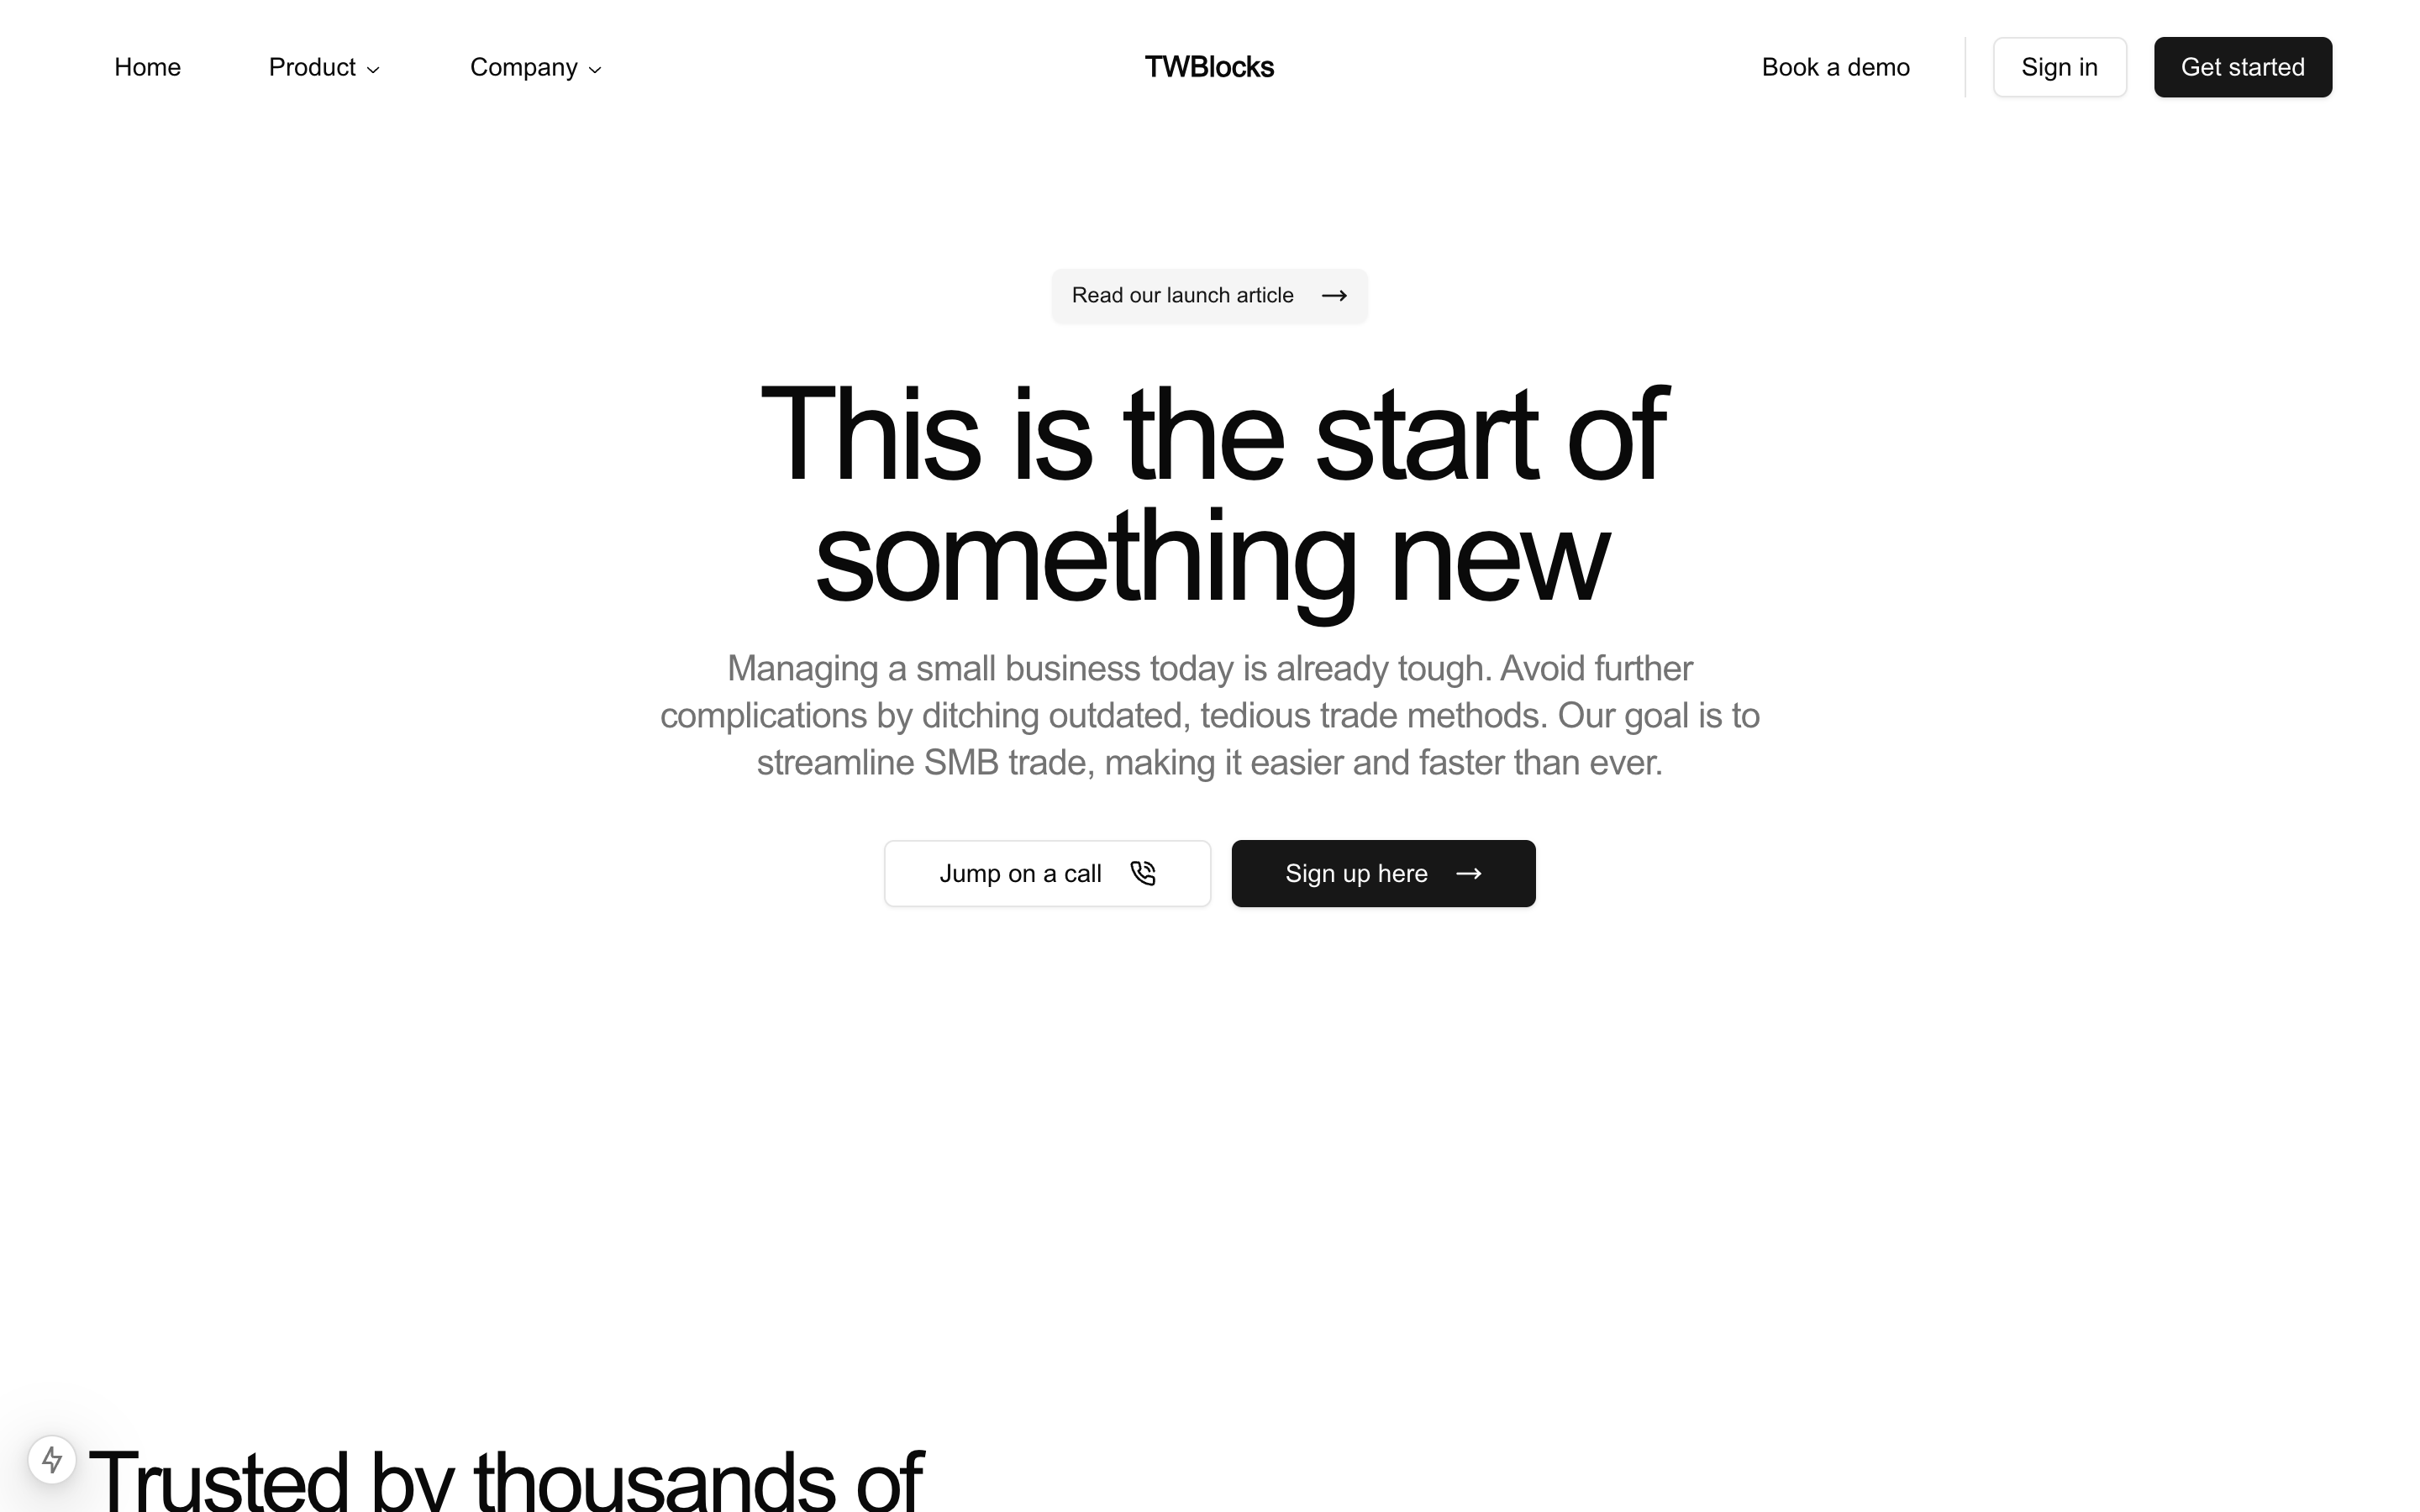 Home
Product
Company
TWBlocks
Book a demo
Sign in
Get started
Read our launch article
This is the start of
something new
Managing a small business today is already tough. Avoid further
complications by ditching outdated, tedious trade methods. Our goal is to
streamline SMB trade, making it easier and faster than ever.
Jump on a call
Sign up here
Trusted by thousands of